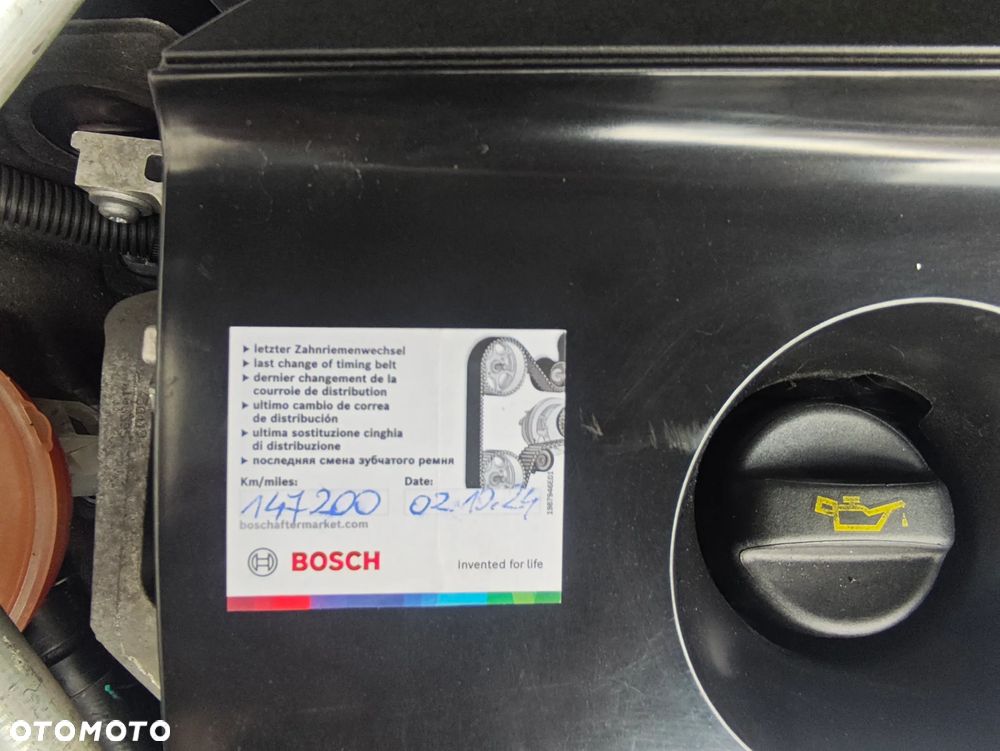 ▸ letzter Zahnriemenwechsel
▸ last change of timing belt
▸ dernier changement de la
courroie de distribution
▸ ultimo cambio de correa
de distribución
▸ ultima sostituzione cinghia
di distribuzione
▸ последняя смена зубчатого ремня
Km/miles: Date:
147200 02.10.24
boschaftermarket.com
1987946E01
BOSCH
Invented for life
OTOMOTO